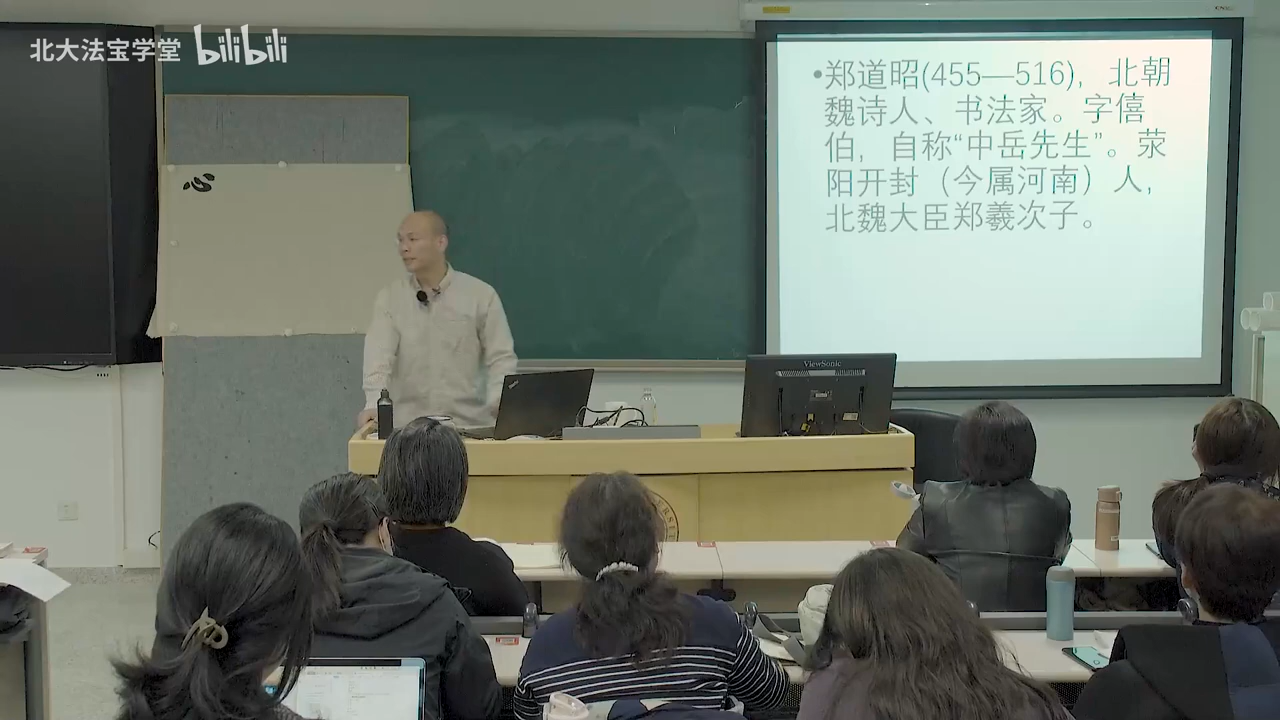 北大法宝学堂 bilibili
•郑道昭(455—516)，北朝
魏诗人、书法家。字僖
伯，自称“中岳先生”。荥
阳开封（今属河南）人，
北魏大臣郑羲次子。
心
ViewSonic